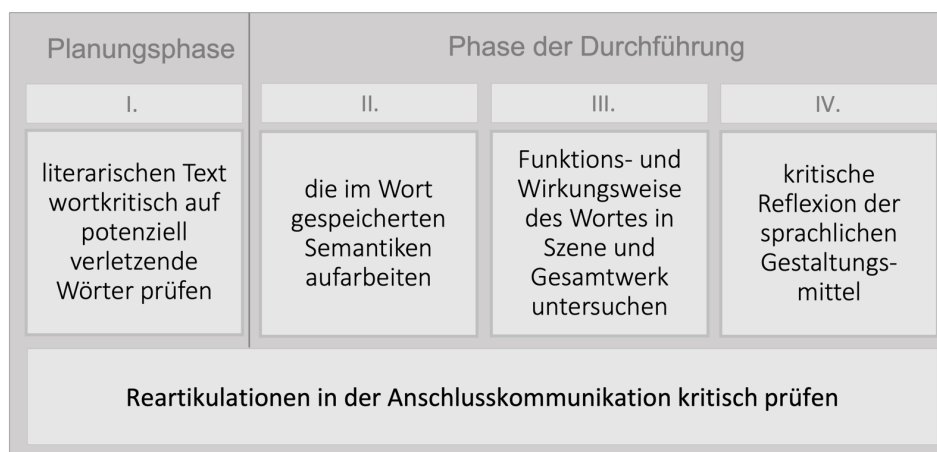 Planungsphase
Phase der Durchführung
I.
II.
III.
IV.
literarischen Text
wortkritisch auf
potenziell
verletzende
Wörter prüfen
die im Wort
gespeicherten
Semantiken
aufarbeiten
Funktions- und
Wirkungsweise
des Wortes in
Szene und
Gesamtwerk
untersuchen
kritische
Reflexion der
sprachlichen
Gestaltungs-
mittel
Reartikulationen in der Anschlusskommunikation kritisch prüfen